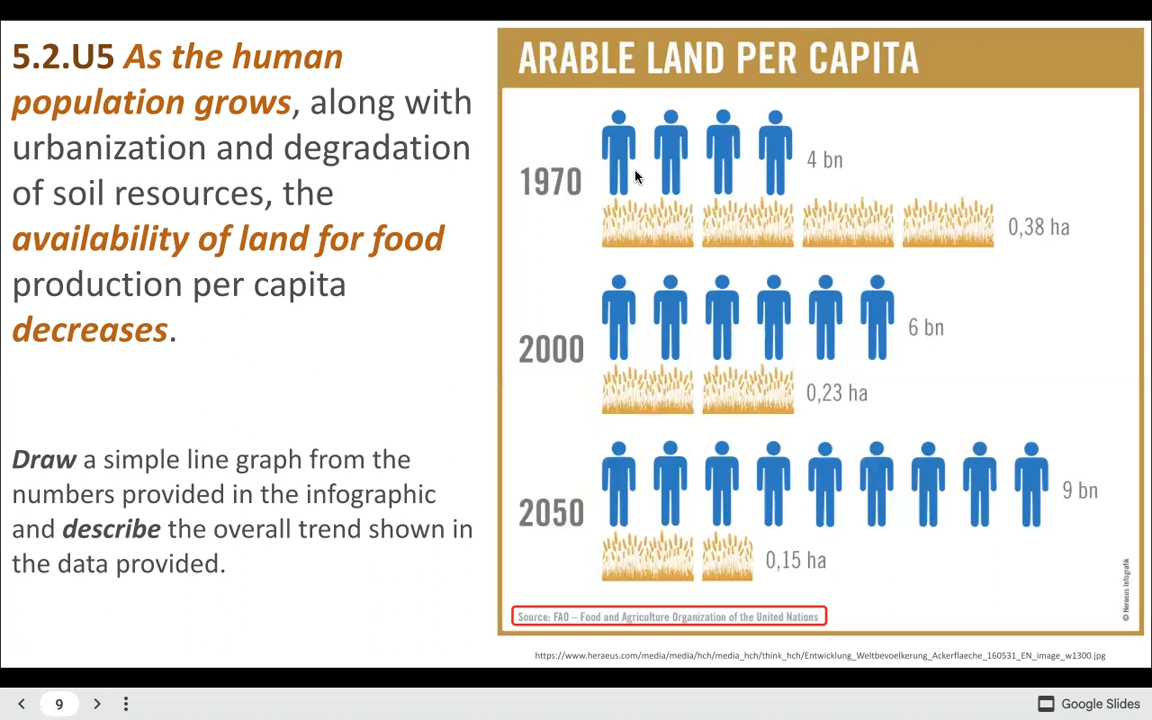 5.2.U5 As the human
population grows, along with
urbanization and degradation
of soil resources, the
availability of land for food
production per capita
decreases.
Draw a simple line graph from the
numbers provided in the infographic
and describe the overall trend shown in
the data provided.
ARABLE LAND PER CAPITA
1970
4 bn
0,38 ha
2000
6 bn
0,23 ha
2050
9 bn
0,15 ha
Source: FAO – Food and Agriculture Organization of the United Nations
© Heraeus Infografik
https://www.heraeus.com/media/media/hch/media_hch/think_hch/Entwicklung_Weltbevoelkerung_Ackerflaeche_160531_EN_image_w1300.jpg
9
Google Slides